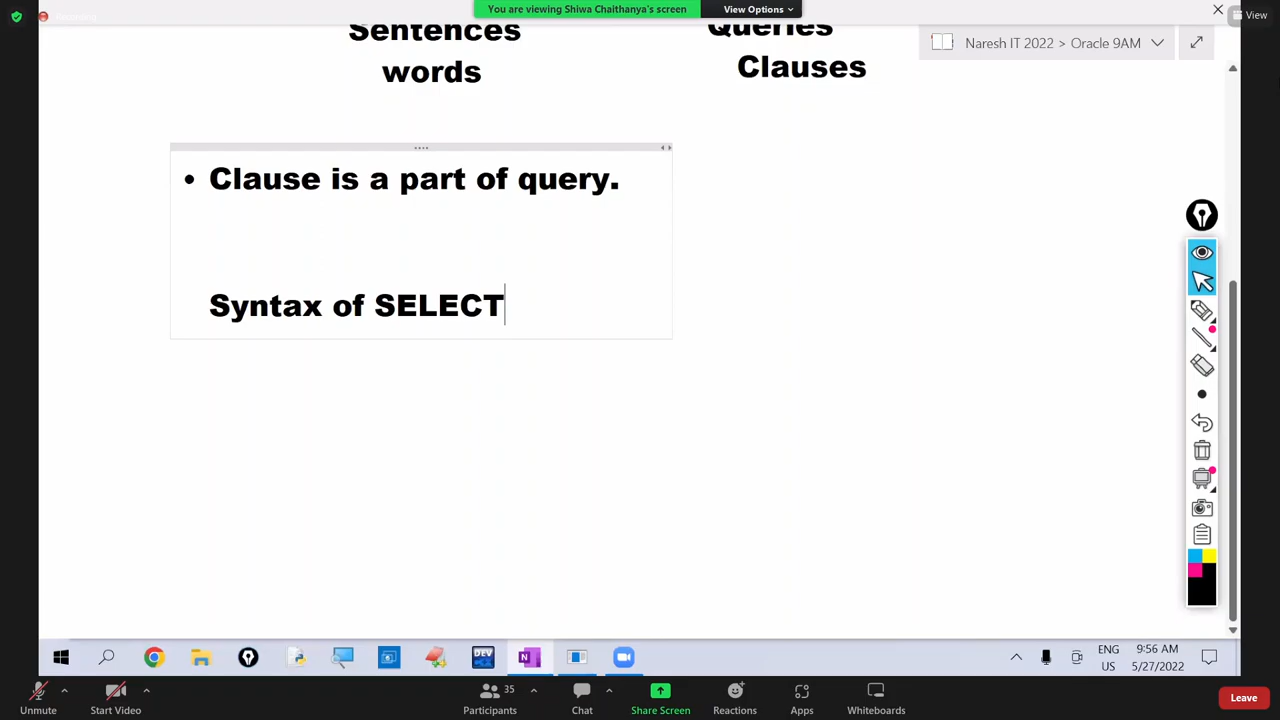 You are viewing Shiwa Chaithanya's screen
View Options
View
Recording
Sentences
Queries
Naresh IT 2022 > Oracle 9AM
words
Clauses
• Clause is a part of query.
Syntax of SELECT
DEV
N
ENG
US
9:56 AM
5/27/2022
Unmute
Start Video
35
Participants
Chat
Share Screen
Reactions
Apps
Whiteboards
Leave